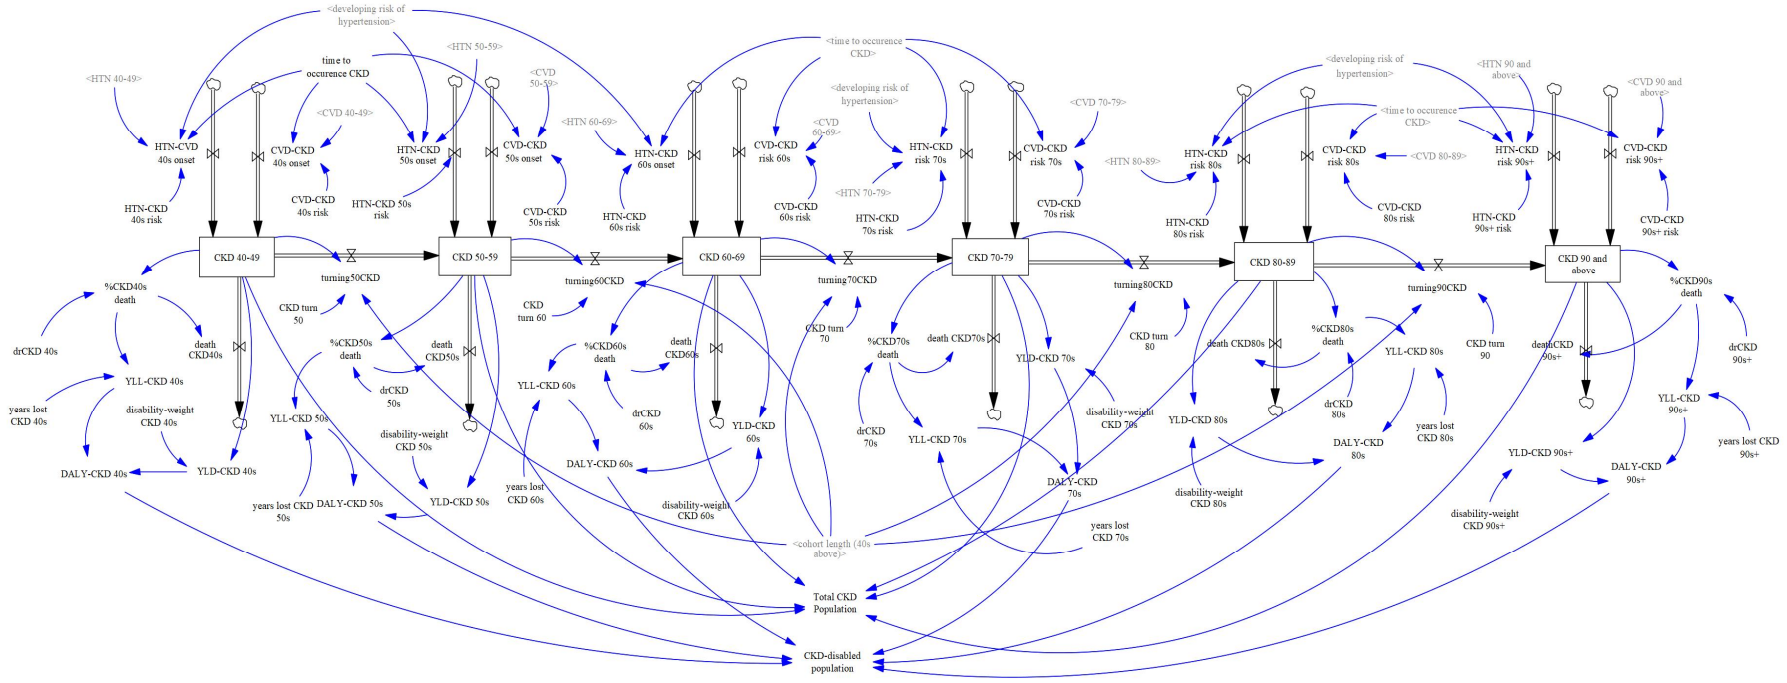 <developing risk of
hypertension>
time to
occurence CKD
<HTN 50-59>
<CVD
50-59>
<HTN 40-49>
<CVD 40-49>
HTN-CVD
40s onset
CVD-CKD
40s onset
HTN-CKD
50s onset
CVD-CKD
50s onset
HTN-CKD
40s risk
CVD-CKD
40s risk
HTN-CKD 50s
risk
CVD-CKD
50s risk
<HTN 60-69>
HTN-CKD
60s onset
HTN-CKD
60s risk
<time to occurence
CKD>
<developing risk of
hypertension>
<CVD
60-69>
CVD-CKD
risk 60s
CVD-CKD
60s risk
<HTN 70-79>
HTN-CKD
risk 70s
HTN-CKD
70s risk
<CVD 70-79>
CVD-CKD
risk 70s
CVD-CKD
70s risk
<developing risk of
hypertension>
<HTN 90 and
above>
<CVD 90 and
above>
<time to occurence
CKD>
<HTN 80-89>
HTN-CKD
risk 80s
CVD-CKD
risk 80s
<CVD 80-89>
HTN-CKD
risk 90s+
CVD-CKD
risk 90s+
HTN-CKD
80s risk
CVD-CKD
80s risk
HTN-CKD
90s+ risk
CVD-CKD
90s+ risk
CKD 40-49
CKD 50-59
CKD 60-69
CKD 70-79
CKD 80-89
CKD 90 and
above
turning50CKD
turning60CKD
turning70CKD
turning80CKD
turning90CKD
CKD turn
50
CKD
turn 60
CKD turn
70
CKD turn
80
CKD turn
90
%CKD40s
death
drCKD 40s
death
CKD40s
YLL-CKD 40s
years lost
CKD 40s
disability-weight
CKD 40s
DALY-CKD 40s
YLD-CKD 40s
%CKD50s
death
death
CKD50s
drCKD
50s
YLL-CKD 50s
disability-weight
CKD 50s
years lost CKD
50s
DALY-CKD 50s
YLD-CKD 50s
%CKD60s
death
death
CKD60s
YLL-CKD 60s
drCKD
60s
YLD-CKD
60s
DALY-CKD 60s
years lost
CKD 60s
disability-weight
CKD 60s
%CKD70s
death
death CKD70s
YLD-CKD 70s
drCKD
70s
YLL-CKD 70s
disability-weight
CKD 70s
DALY-CKD
70s
years lost
CKD 70s
%CKD80s
death
death CKD80s
YLL-CKD 80s
YLD-CKD 80s
drCKD
80s
years lost
CKD 80s
DALY-CKD
80s
disability-weight
CKD 80s
%CKD90s
death
deathCKD
90s+
drCKD
90s+
YLL-CKD
90s+
years lost CKD
90s+
YLD-CKD 90s+
DALY-CKD
90s+
disability-weight
CKD 90s+
<cohort length (40s
above)>
Total CKD
Population
CKD-disabled
population